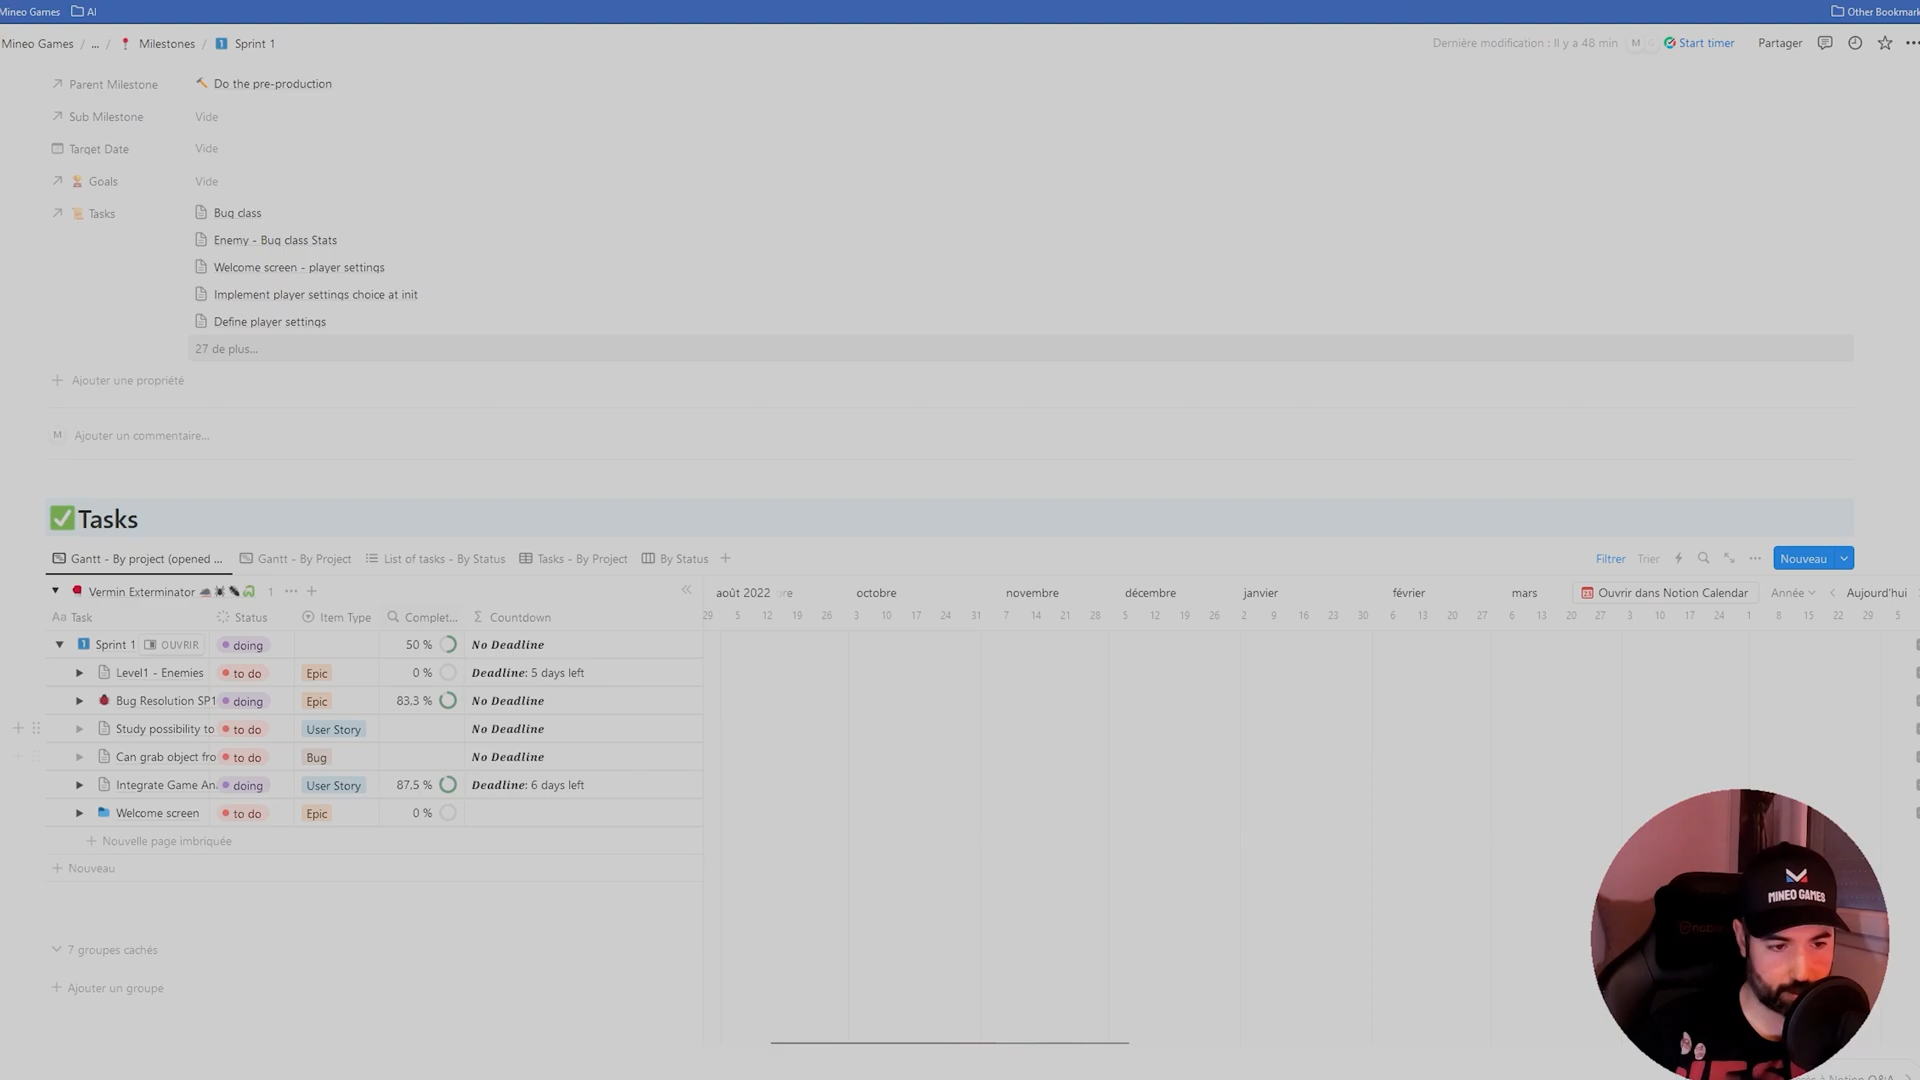 Mineo Games AI Other Bookmark
Mineo Games / ... / Milestones / Sprint 1 Dernière modification : Il y a 48 min M Start timer Partager
Parent Milestone Do the pre-production
Sub Milestone Vide
Target Date Vide
Goals Vide
Tasks Bug class
Enemy - Bug class Stats
Welcome screen - player settings
Implement player settings choice at init
Define player settings
27 de plus...
Ajouter une propriété
M Ajouter un commentaire...
Tasks
Gantt - By project (opened ... Gantt - By Project List of tasks - By Status Tasks - By Project By Status Filtrer Trier Nouveau
Vermin Exterminator 1 août 2022 re octobre novembre décembre janvier février mars Ouvrir dans Notion Calendar Année Aujourd'hui
Aa Task Status Item Type Complet... Σ Countdown 29 5 12 19 26 3 10 17 24 31 7 14 21 28 5 12 19 26 2 9 16 23 30 6 13 20 27 6 13 20 27 3 10 17 24 1 8 15 22 29 5
Sprint 1 OUVRIR doing 50 % No Deadline
Level1 - Enemies to do Epic 0 % Deadline: 5 days left
Bug Resolution SP1 doing Epic 83,3 % No Deadline
Study possibility to to do User Story No Deadline
Can grab object fro to do Bug No Deadline
Integrate Game An. doing User Story 87,5 % Deadline: 6 days left
Welcome screen to do Epic 0 %
Nouvelle page imbriquée
Nouveau
7 groupes cachés
Ajouter un groupe
MINEO GAMES
à Notion Q&A